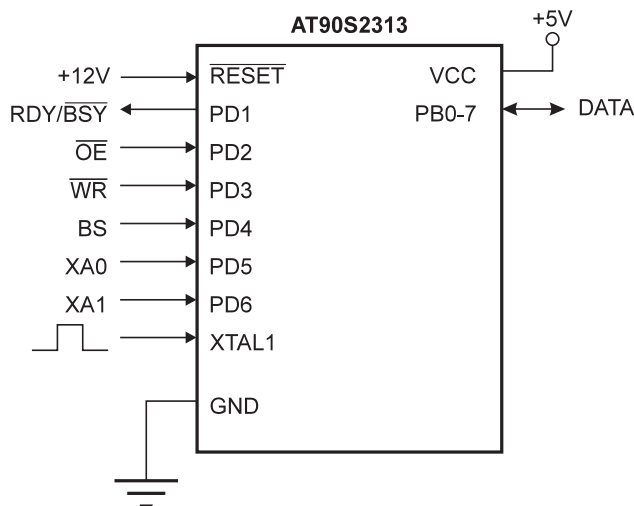 AT90S2313
+5V
+12V RESET VCC
RDY/BSY PD1 PB0-7 DATA
OE PD2
WR PD3
BS PD4
XA0 PD5
XA1 PD6
XTAL1
GND